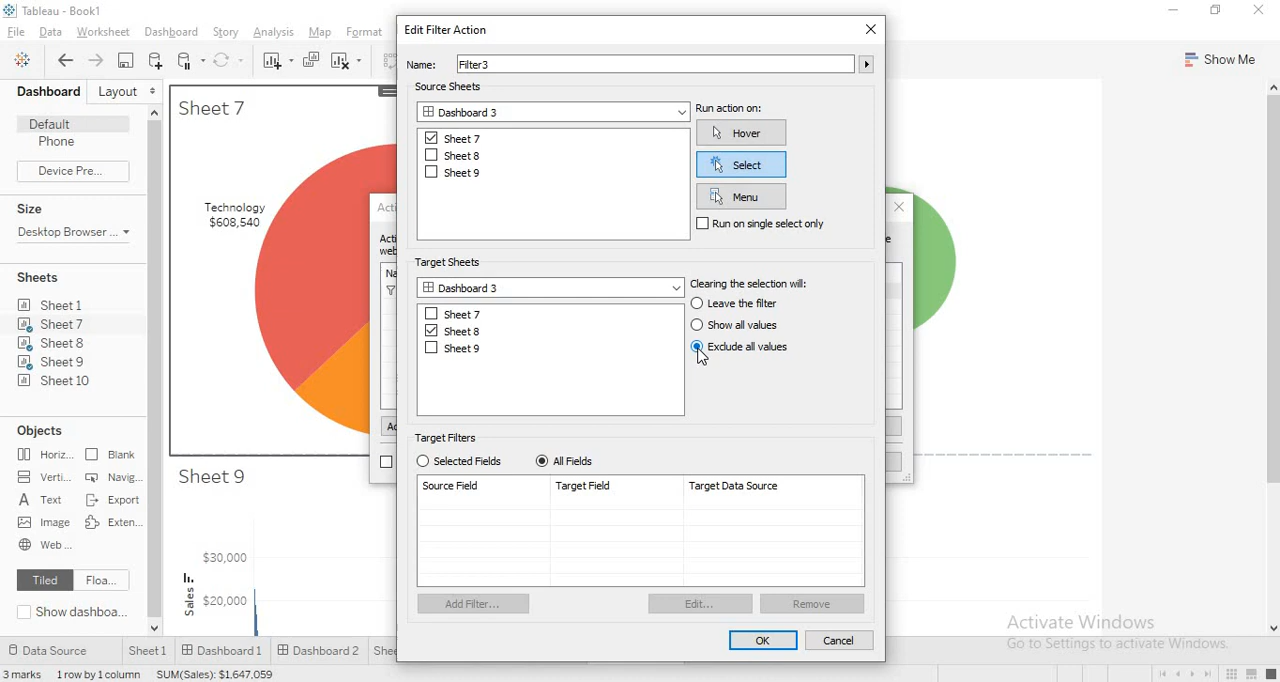 Tableau - Book1
File Data Worksheet Dashboard Story Analysis Map Format
Show Me
Dashboard Layout
Default
Phone
Device Pre...
Size
Desktop Browser ...
Sheets
Sheet 1
Sheet 7
Sheet 8
Sheet 9
Sheet 10
Objects
Horiz... Blank
Verti... Navig...
Text Export
Image Exten...
Web ...
Tiled Floa...
Show dashboa...
Sheet 7
Technology
$608,540
Sheet 9
$30,000
$20,000
Sales
Edit Filter Action
Name: Filter3
Source Sheets
Dashboard 3
Sheet 7
Sheet 8
Sheet 9
Run action on:
Hover
Select
Menu
Run on single select only
Target Sheets
Dashboard 3
Sheet 7
Sheet 8
Sheet 9
Clearing the selection will:
Leave the filter
Show all values
Exclude all values
Target Filters
Selected Fields All Fields
Source Field Target Field Target Data Source
Add Filter... Edit... Remove
OK Cancel
Activate Windows
Go to Settings to activate Windows.
Data Source Sheet 1 Dashboard 1 Dashboard 2
3 marks 1 row by 1 column SUM(Sales): $1,647,059